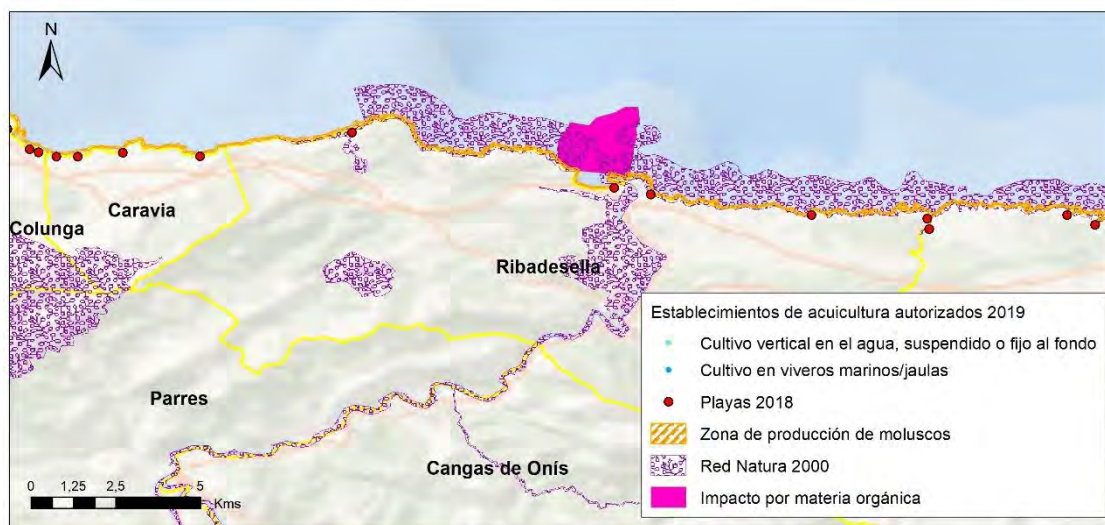 N
Caravia
Colunga
Ribadesella
Parres
Cangas de Onís
0 1,25 2,5 5
Kms
Establecimientos de acuicultura autorizados 2019
Cultivo vertical en el agua, suspendido o fijo al fondo
Cultivo en viveros marinos/jaulas
Playas 2018
Zona de producción de moluscos
Red Natura 2000
Impacto por materia orgánica